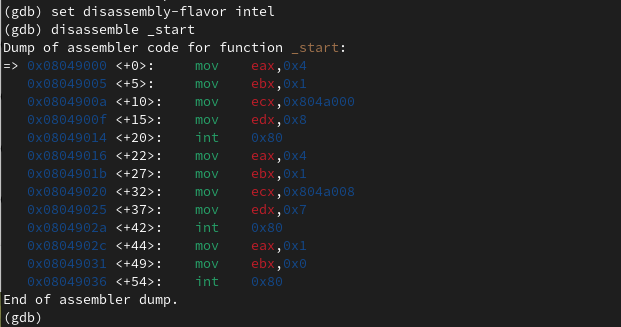 (gdb) set disassembly-flavor intel
(gdb) disassemble _start
Dump of assembler code for function _start:
=> 0x08049000 <+0>:     mov    eax,0x4
   0x08049005 <+5>:     mov    ebx,0x1
   0x0804900a <+10>:    mov    ecx,0x804a000
   0x0804900f <+15>:    mov    edx,0x8
   0x08049014 <+20>:    int    0x80
   0x08049016 <+22>:    mov    eax,0x4
   0x0804901b <+27>:    mov    ebx,0x1
   0x08049020 <+32>:    mov    ecx,0x804a008
   0x08049025 <+37>:    mov    edx,0x7
   0x0804902a <+42>:    int    0x80
   0x0804902c <+44>:    mov    eax,0x1
   0x08049031 <+49>:    mov    ebx,0x0
   0x08049036 <+54>:    int    0x80
End of assembler dump.
(gdb)